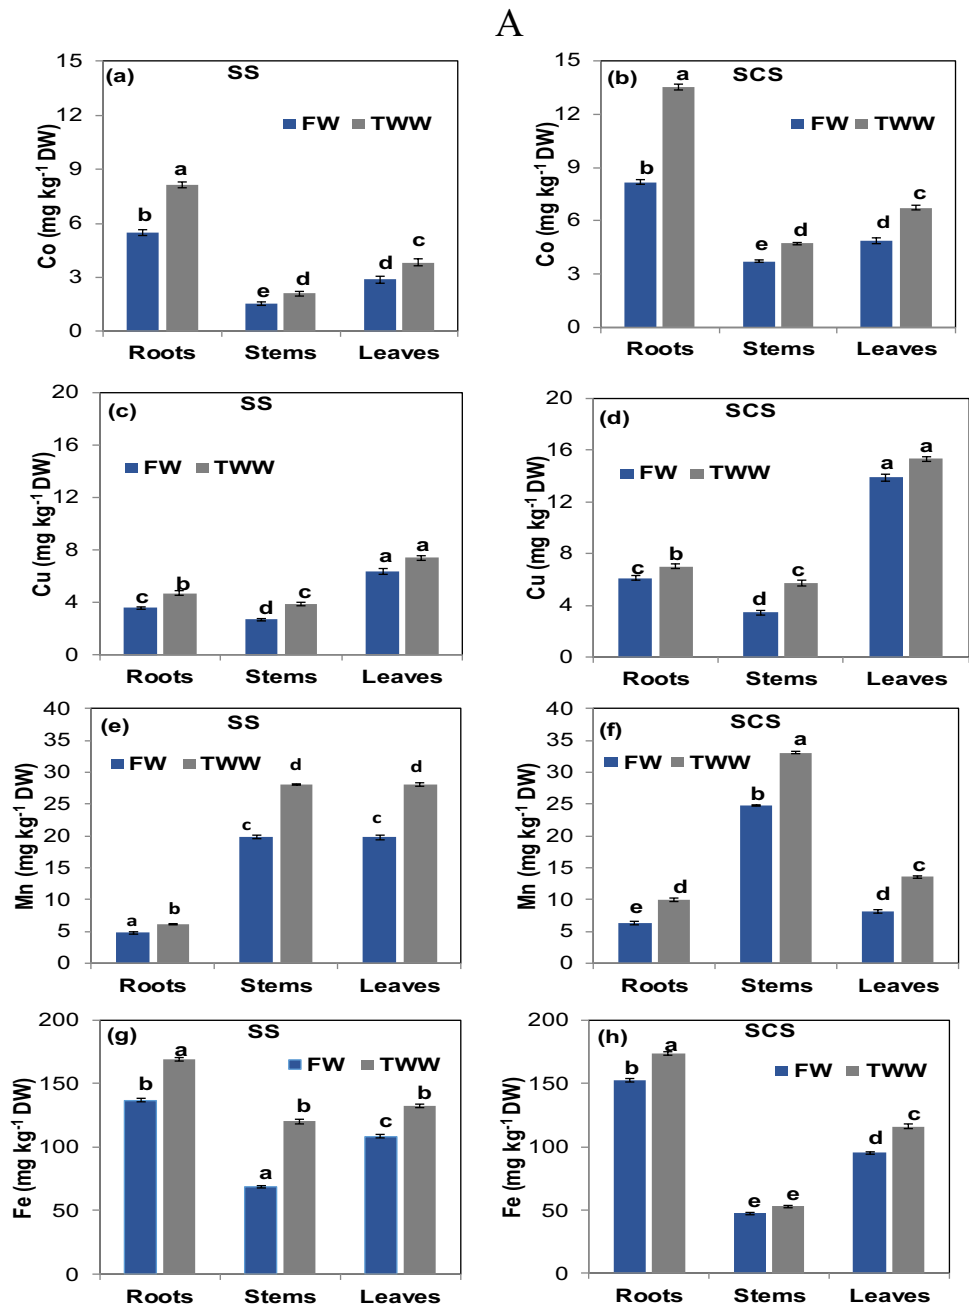 A
(a) SS
FW TWW
Co (mg kg-1 DW)
15
12
9
6
3
0
b a e d d c
Roots Stems Leaves
(b) SCS
FW TWW
Co (mg kg-1 DW)
15
12
9
6
3
0
b a e d d c
Roots Stems Leaves
(c) SS
FW TWW
Cu (mg kg-1 DW)
20
16
12
8
4
0
c b d c a a
Roots Stems Leaves
(d) SCS
FW TWW
Cu (mg kg-1 DW)
20
16
12
8
4
0
c b d c a a
Roots Stems Leaves
(e) SS
FW TWW
Mn (mg kg-1 DW)
40
35
30
25
20
15
10
5
0
a b c d c d
Roots Stems Leaves
(f) SCS
FW TWW
Mn (mg kg-1 DW)
40
35
30
25
20
15
10
5
0
e d b a d c
Roots Stems Leaves
(g) SS
FW TWW
Fe (mg kg-1 DW)
200
150
100
50
0
b a a b c b
Roots Stems Leaves
(h) SCS
FW TWW
Fe (mg kg-1 DW)
200
150
100
50
0
b a e e d c
Roots Stems Leaves